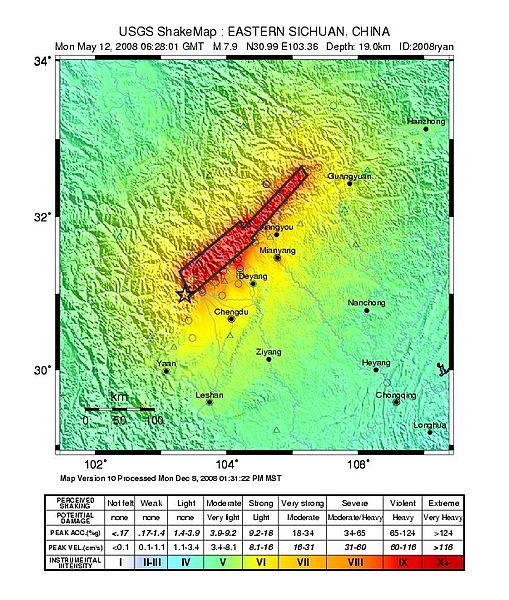 USGS ShakeMap : EASTERN SICHUAN, CHINA
Mon May 12, 2008 06:28:01 GMT M 7.9 N30.99 E103.36 Depth: 19.0km ID:2008ryan
34°
Hanzhong
Guangyuan
32°
Jiangyou
Mianyang
Deyang
Nanchong
Chengdu
Ziyang
Heyang
30°
Yaan
km
Leshan
Chongqing
0 50 100
Longhua
102° 104° 106°
Map Version 10 Processed Mon Dec 8, 2008 01:31:22 PM MST
PERCEIVED SHAKING Not felt Weak Light Moderate Strong Very strong Severe Violent Extreme
POTENTIAL DAMAGE none none none Very light Light Moderate Moderate/Heavy Heavy Very Heavy
PEAK ACC.(%g) <.17 .17-1.4 1.4-3.9 3.9-9.2 9.2-18 18-34 34-65 65-124 >124
PEAK VEL.(cm/s) <0.1 0.1-1.1 1.1-3.4 3.4-8.1 8.1-16 16-31 31-60 60-116 >116
INSTRUMENTAL INTENSITY I II-III IV V VI VII VIII IX X+